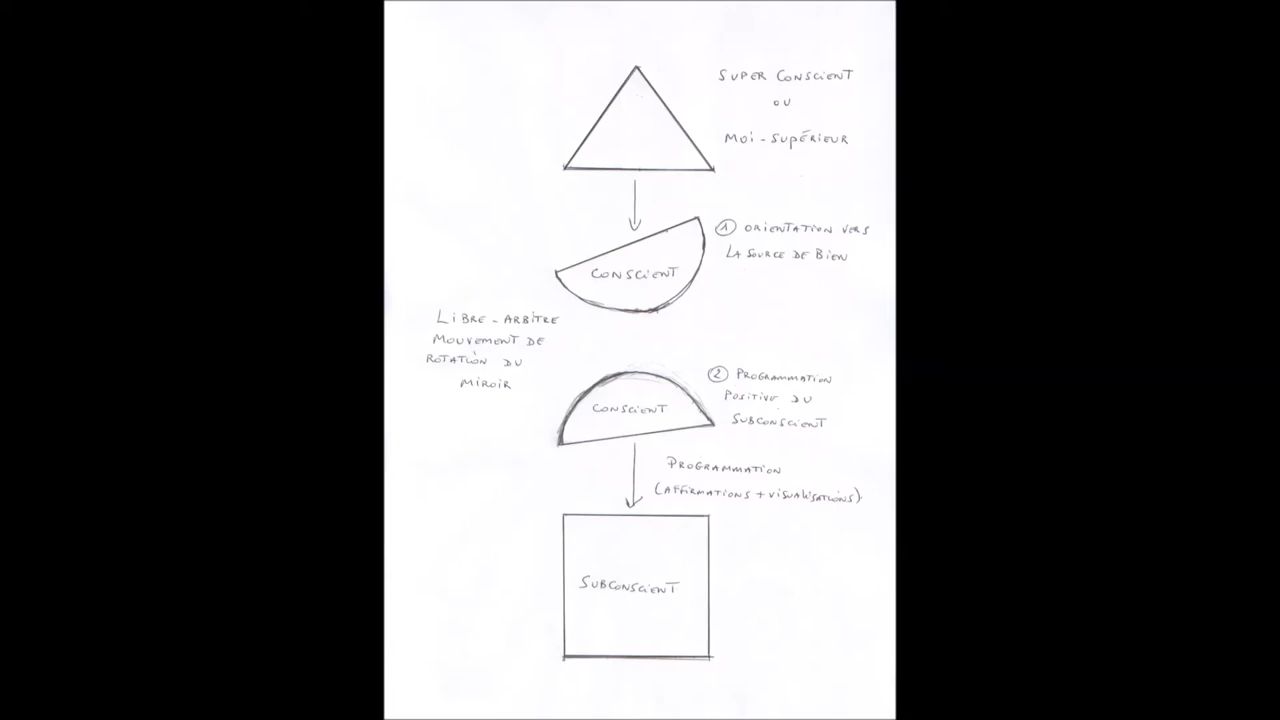 SUPER CONSCIENT
OU
MOI-SUPÉRIEUR
1 ORIENTATION VERS
LA SOURCE DE BIEN
CONSCIENT
LIBRE-ARBITRE
MOUVEMENT DE
ROTATION DU
MIROIR
2 PROGRAMMATION
POSITIVE DU
SUBCONSCIENT
CONSCIENT
PROGRAMMATION
(AFFIRMATIONS + VISUALISATIONS)
SUBCONSCIENT